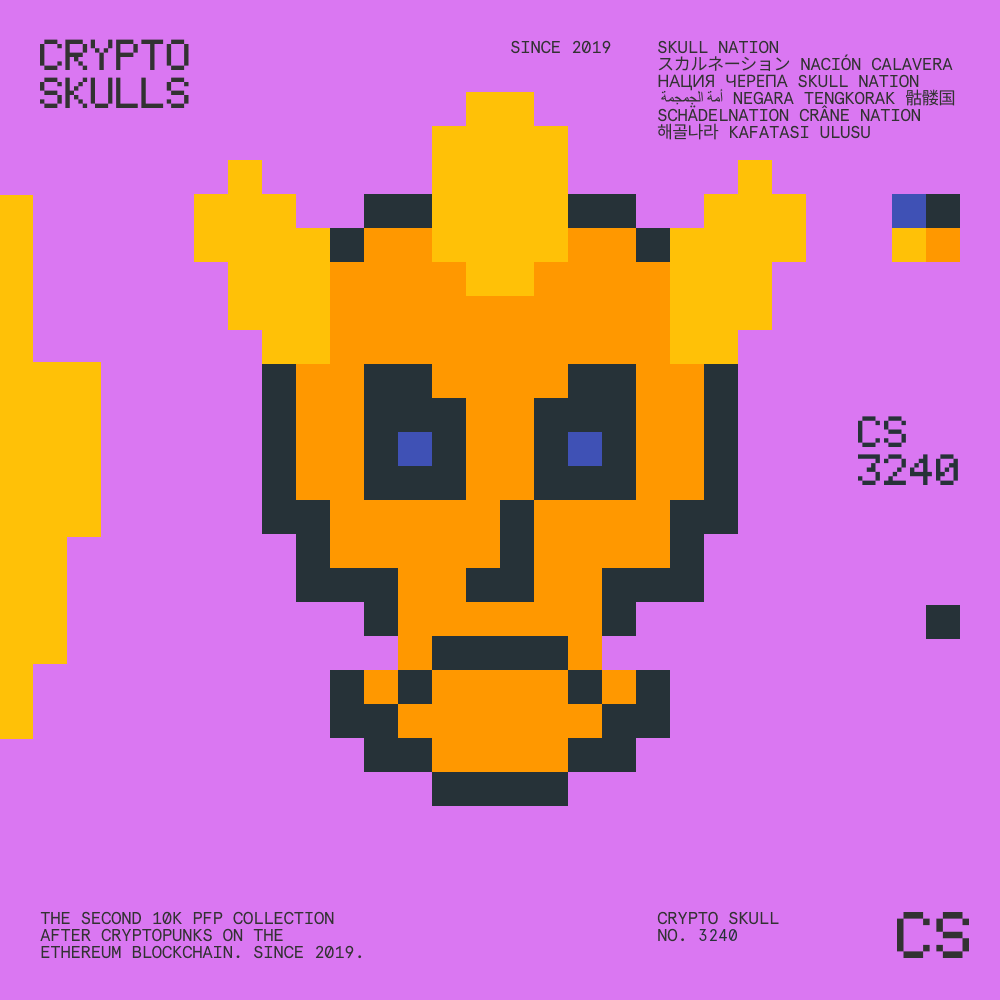 CRYPTO
SKULLS
SINCE 2019
SKULL NATION
スカルネーション NACIÓN CALAVERA
НАЦИЯ ЧЕРЕПА SKULL NATION
أمة الجمجمة NEGARA TENGKORAK 骷髅国
SCHÄDELNATION CRÂNE NATION
해골나라 KAFATASI ULUSU
CS
3240
THE SECOND 10K PFP COLLECTION
AFTER CRYPTOPUNKS ON THE
ETHEREUM BLOCKCHAIN. SINCE 2019.
CRYPTO SKULL
NO. 3240
CS